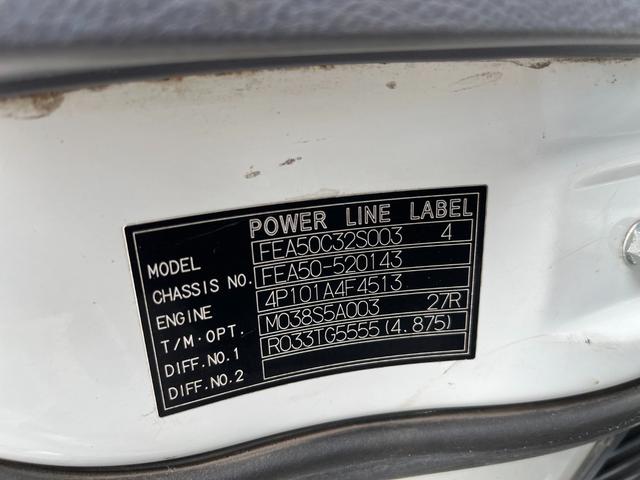 POWER LINE LABEL
MODEL FEA50C32S003 4
CHASSIS NO. FEA50-520143
ENGINE 4P101A4F4513
T/M. OPT. M038S5A003 27R
DIFF.NO.1 R033TG5555(4.875)
DIFF.NO.2